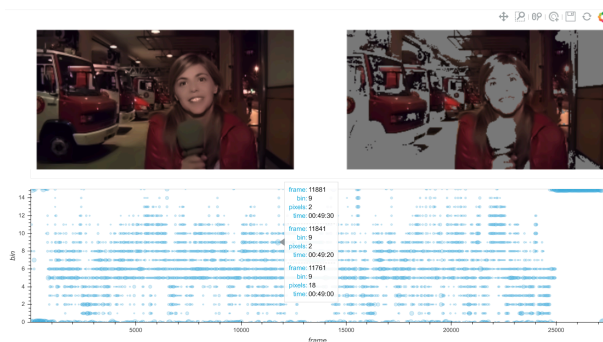 frame: 11881
bin: 9
pixels: 2
time: 00:49:30
frame: 11841
bin: 9
pixels: 2
time: 00:49:20
frame: 11761
bin: 9
pixels: 18
time: 00:49:00
bin
14
12
10
8
6
4
2
0
5000 10000 15000 20000 25000
frame